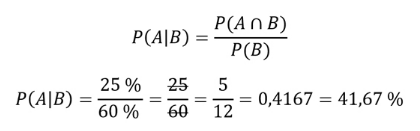 P(A|B) = P(A ∩ B) / P(B)
P(A|B) = 25 % / 60 % = 25 / 60 = 5 / 12 = 0,4167 = 41,67 %